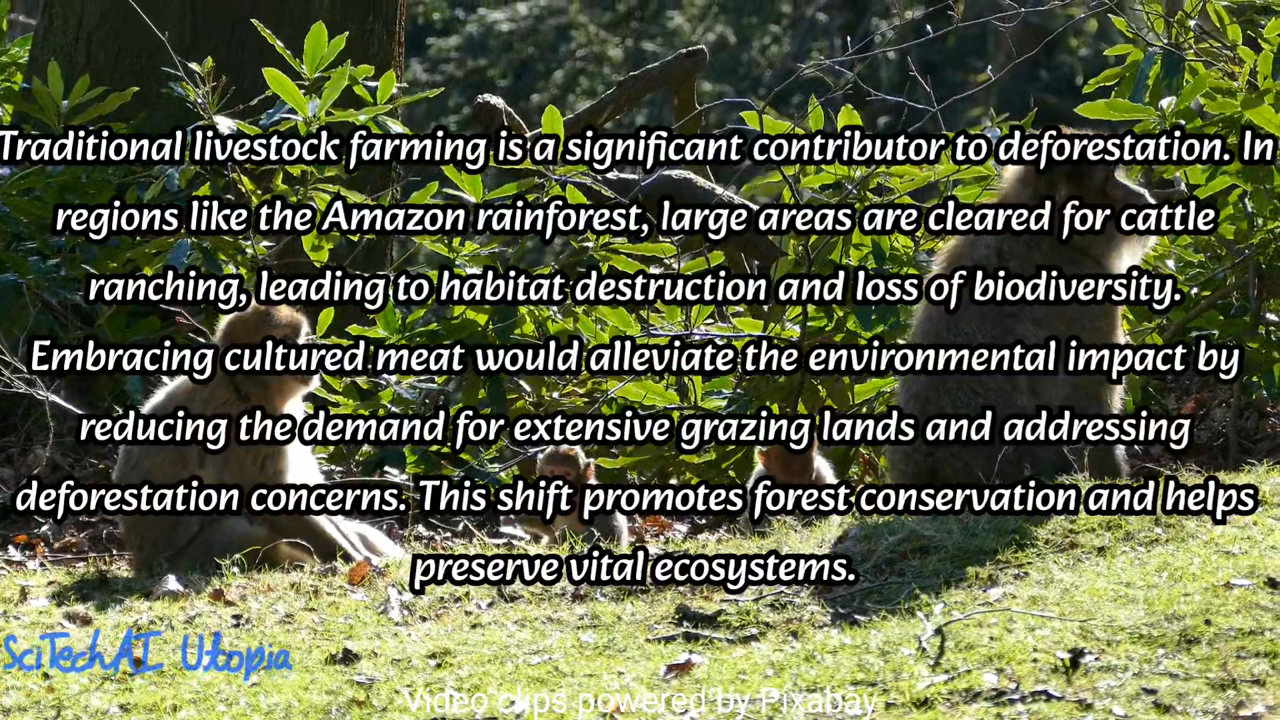 Traditional livestock farming is a significant contributor to deforestation. In
regions like the Amazon rainforest, large areas are cleared for cattle
ranching, leading to habitat destruction and loss of biodiversity.
Embracing cultured meat would alleviate the environmental impact by
reducing the demand for extensive grazing lands and addressing
deforestation concerns. This shift promotes forest conservation and helps
preserve vital ecosystems.
SciTechAI Utopia
Video clips powered by Pixabay